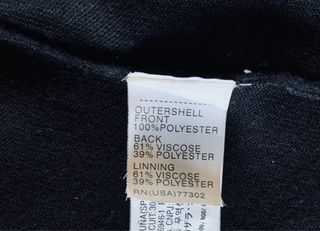 OUTERSHELL
FRONT
100%POLYESTER
BACK
61% VISCOSE
39% POLYESTER
LINNING
61% VISCOSE
39% POLYESTER
RN(USA)77302